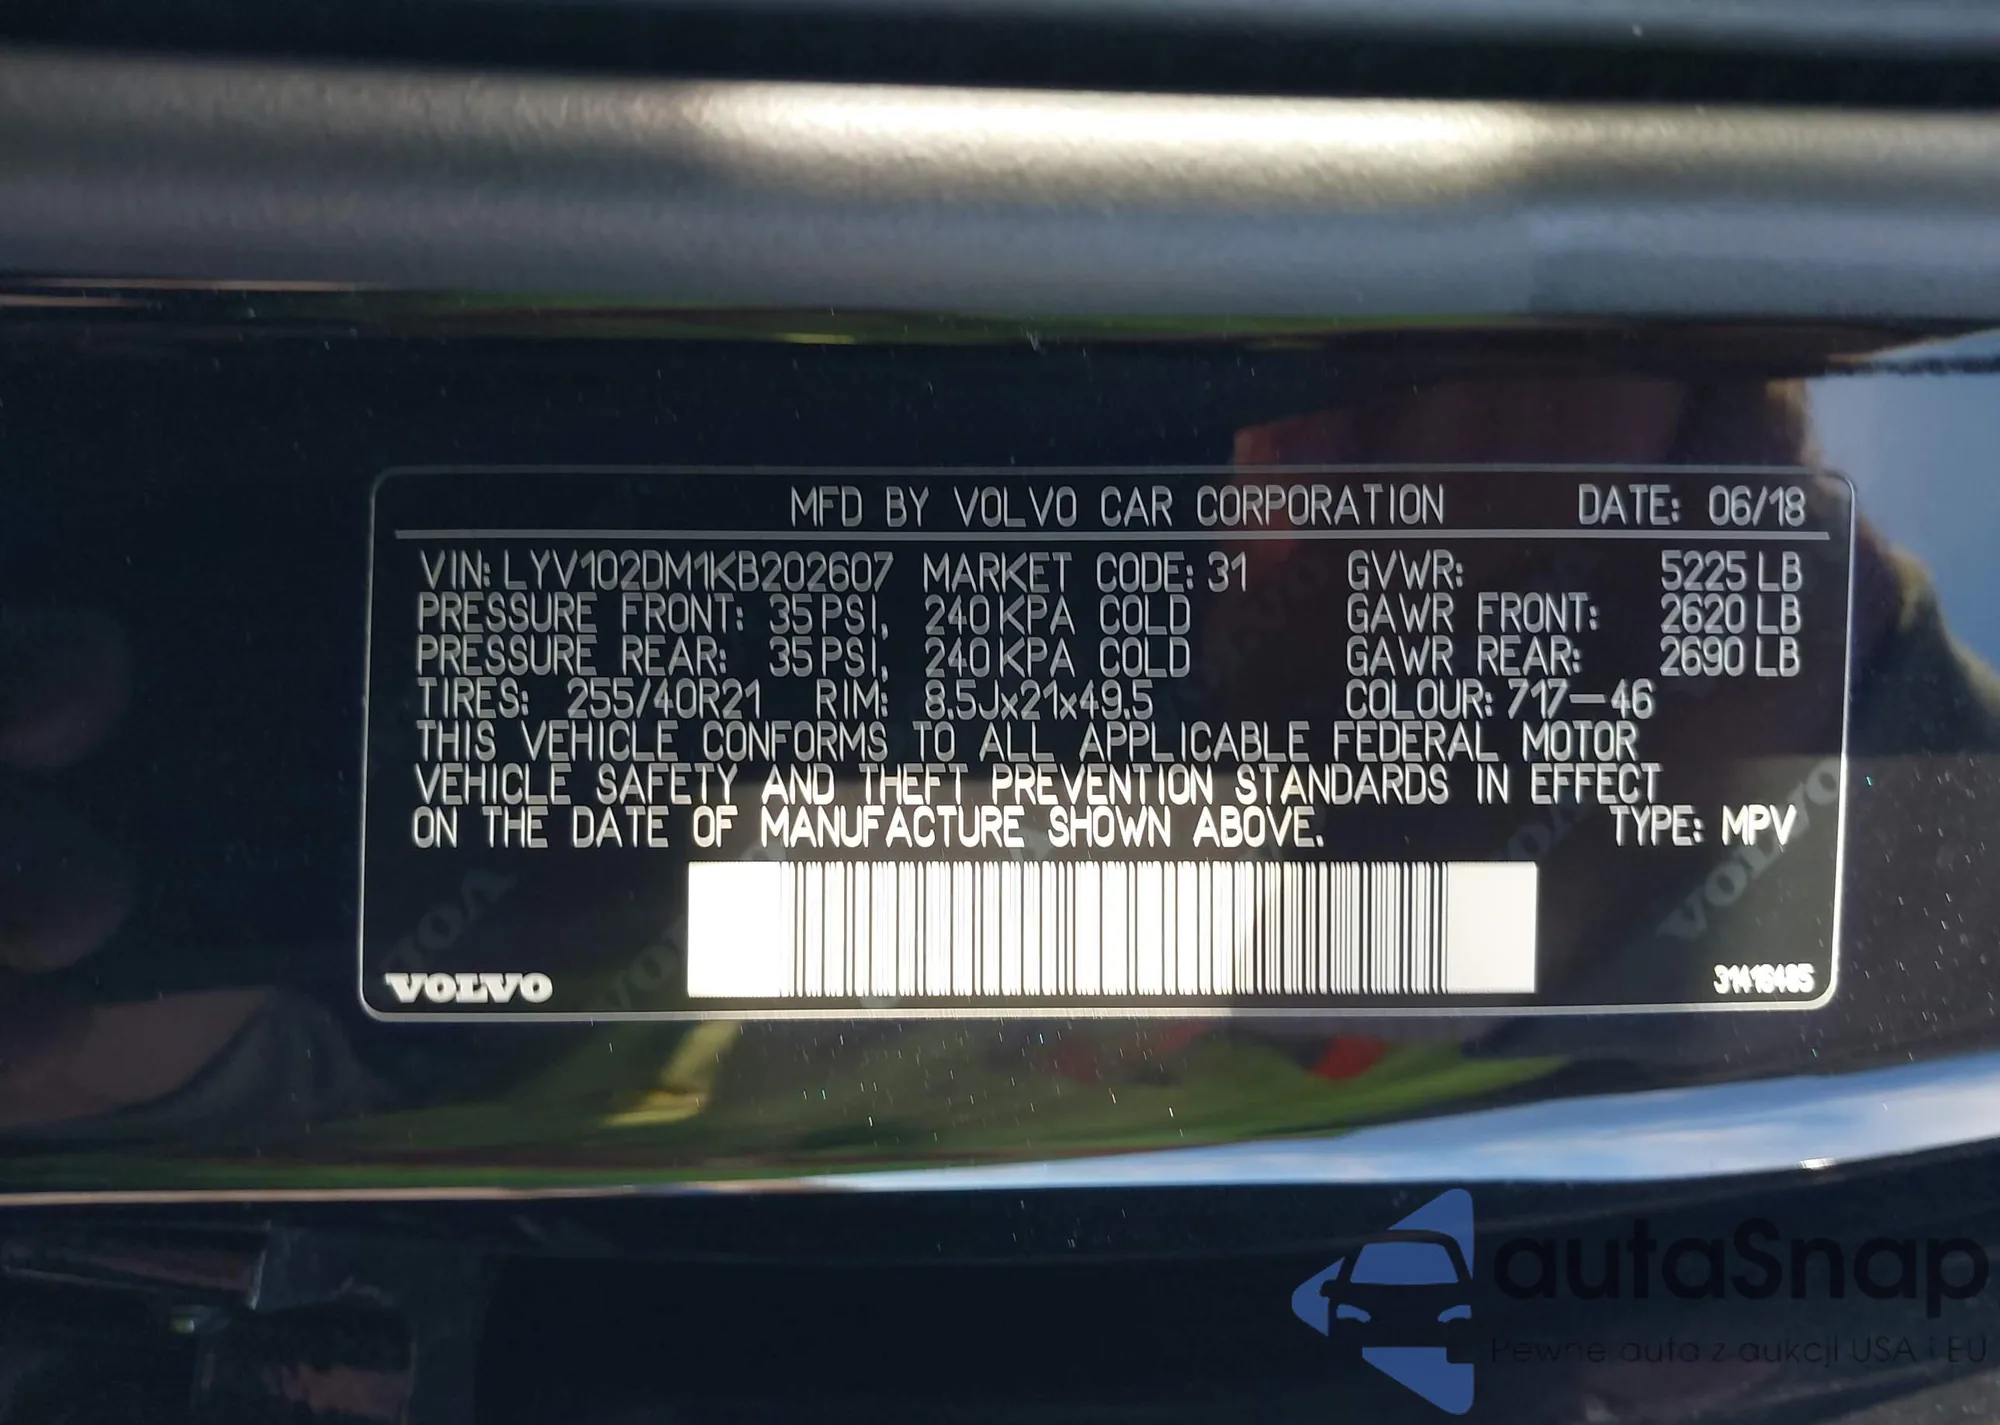 MFD BY VOLVO CAR CORPORATION DATE: 06/18
VIN: LYV102DM1KB202607 MARKET CODE: 31 GVWR: 5225 LB
PRESSURE FRONT: 35 PSI, 240 KPA COLD GAWR FRONT: 2620 LB
PRESSURE REAR: 35 PSI, 240 KPA COLD GAWR REAR: 2690 LB
TIRES: 255/40R21 RIM: 8.5Jx21x49.5 COLOUR: 717-46
THIS VEHICLE CONFORMS TO ALL APPLICABLE FEDERAL MOTOR
VEHICLE SAFETY AND THEFT PREVENTION STANDARDS IN EFFECT
ON THE DATE OF MANUFACTURE SHOWN ABOVE. TYPE: MPV
VOLVO 31416485
autaSnap
Pewne auta z aukcji USA i EU